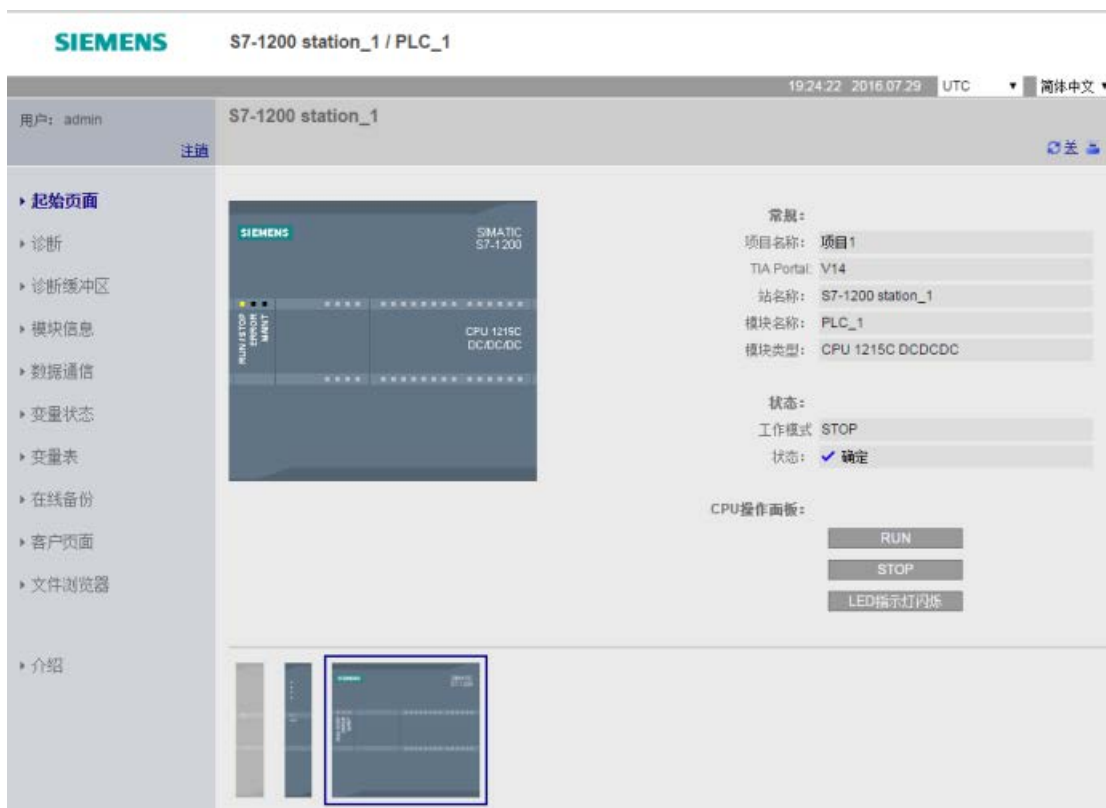 SIEMENS
S7-1200 station_1 / PLC_1
19:24:22 2016.07.29 UTC 简体中文
用户: admin
注销
S7-1200 station_1
关
起始页面
诊断
诊断缓冲区
模块信息
数据通信
变量状态
变量表
在线备份
客户页面
文件浏览器
介绍
SIEMENS
SIMATIC
S7-1200
RUN / STOP
ERROR
MAINT
CPU 1215C
DC/DC/DC
常规:
项目名称: 项目1
TIA Portal: V14
站名称: S7-1200 station_1
模块名称: PLC_1
模块类型: CPU 1215C DCDCDC
状态:
工作模式 STOP
状态: 确定
CPU操作面板:
RUN
STOP
LED指示灯闪烁